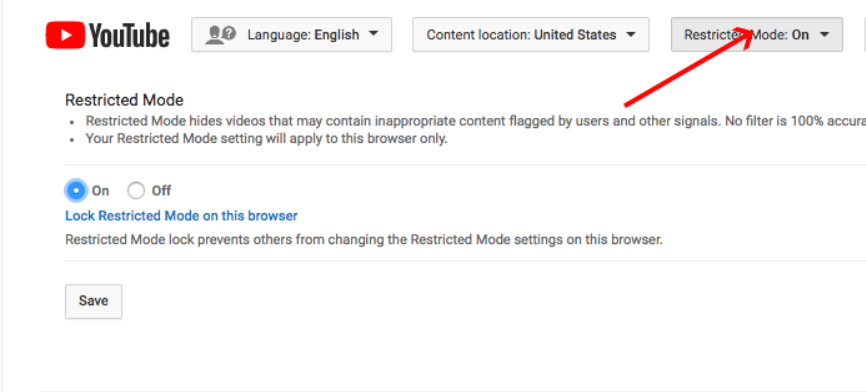 YouTube Language: English Content location: United States Restricted Mode: On
Restricted Mode
Restricted Mode hides videos that may contain inappropriate content flagged by users and other signals. No filter is 100%
Your Restricted Mode setting will apply to this browser only.
On Off
Lock Restricted Mode on this browser
Restricted Mode lock prevents others from changing the Restricted Mode settings on this browser.
Save